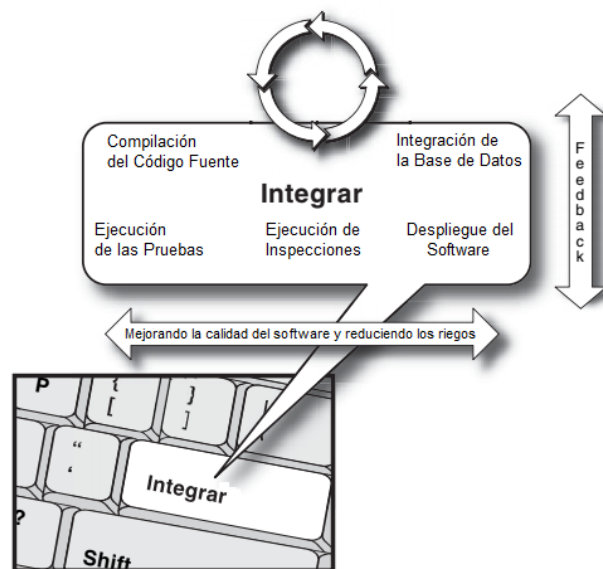 Compilación
del Código Fuente
Integración de
la Base de Datos
Integrar
Ejecución
de las Pruebas
Ejecución de
Inspecciones
Despliegue del
Software
Feedback
Mejorando la calidad del software y reduciendo los riegos
P
{
[
}
]
|
“
‘
Integrar
?
Shift